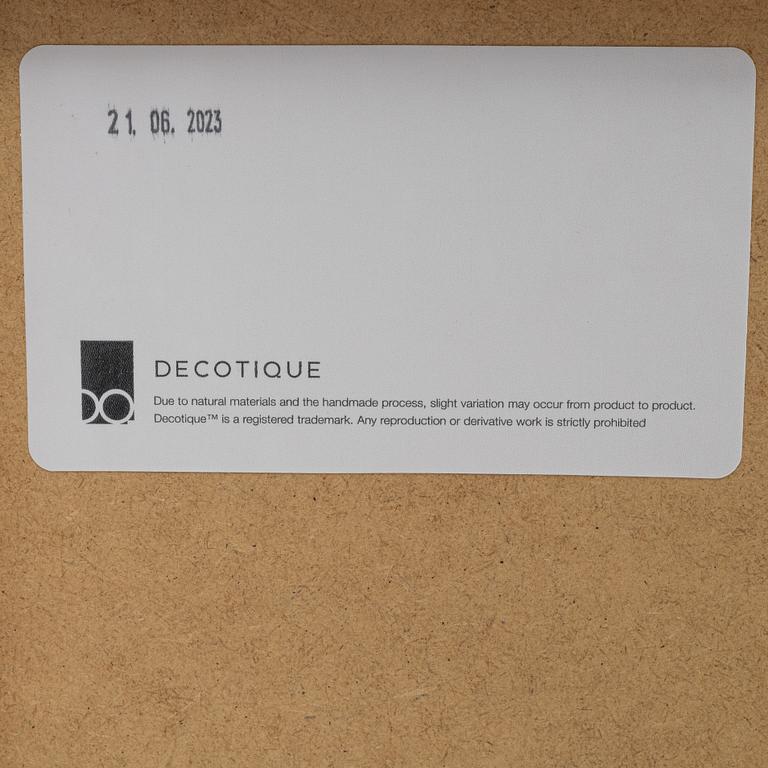 21. 06. 2023
DECOTIQUE
Due to natural materials and the handmade process, slight variation may occur from product to product.
Decotique™ is a registered trademark. Any reproduction or derivative work is strictly prohibited